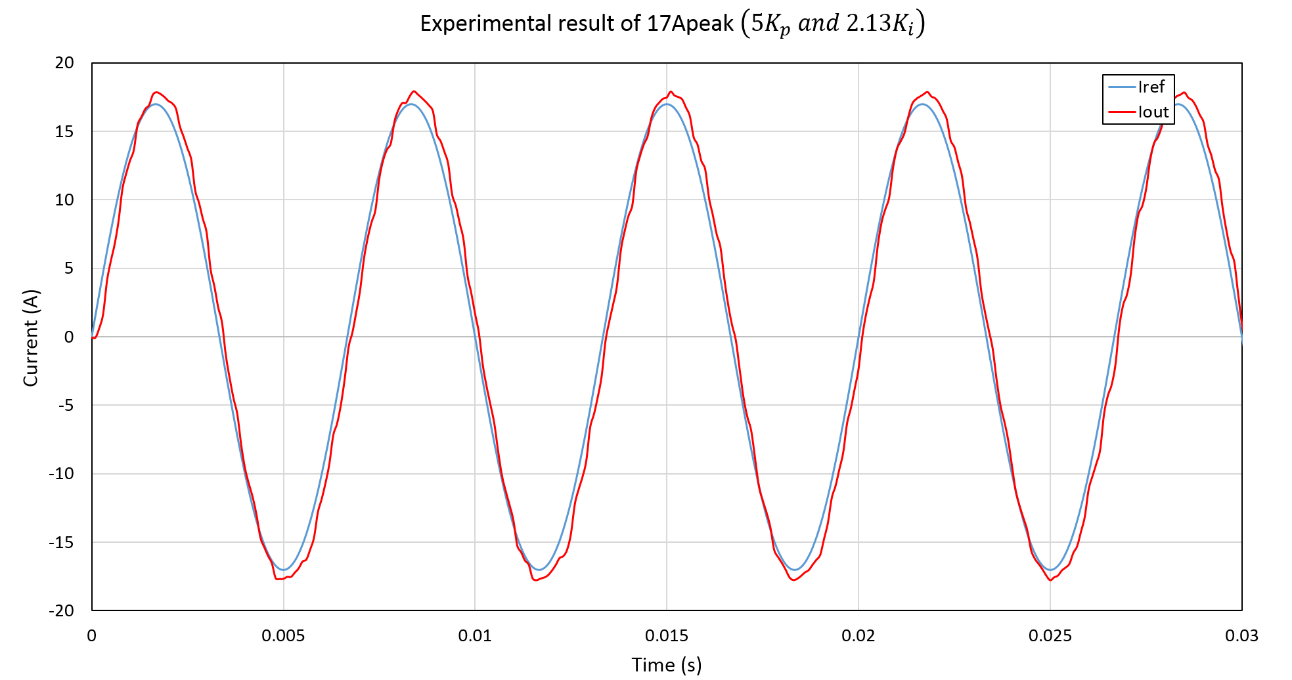 Experimental result of 17Apeak (5Kp and 2.13Ki)
20
15
10
5
0
-5
-10
-15
-20
Current (A)
Iref
Iout
0 0.005 0.01 0.015 0.02 0.025 0.03
Time (s)